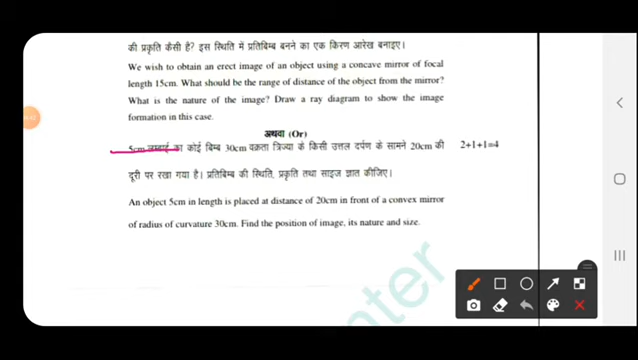 की प्रकृति कैसी है? इस स्थिति में प्रतिबिम्ब बनने का एक किरण आरेख बनाइए।
We wish to obtain an erect image of an object using a concave mirror of focal
length 15cm. What should be the range of distance of the object from the mirror?
What is the nature of the image? Draw a ray diagram to show the image
formation in this case.
अथवा (Or)
5cm लम्बाई का कोई बिम्ब 30cm वक्रता त्रिज्या के किसी उत्तल दर्पण के सामने 20cm की 2+1+1=4
दूरी पर रखा गया है। प्रतिबिम्ब की स्थिति, प्रकृति तथा साइज ज्ञात कीजिए।
An object 5cm in length is placed at distance of 20cm in front of a convex mirror
of radius of curvature 30cm. Find the position of image, its nature and size.